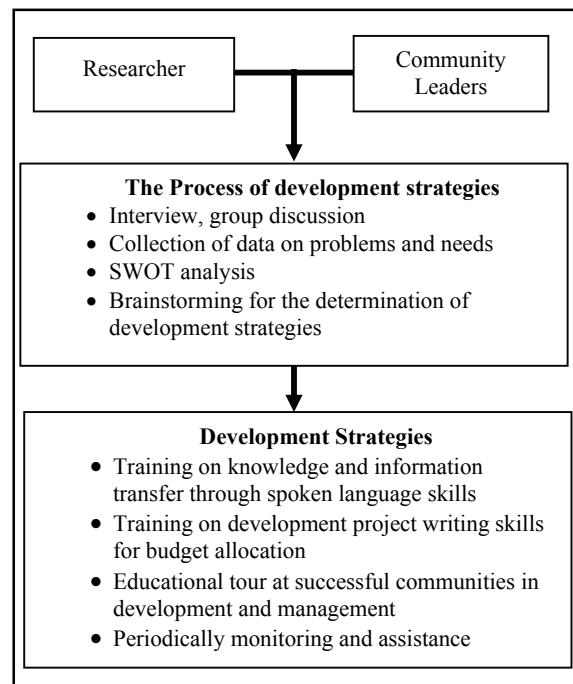 Researcher
Community
Leaders
The Process of development strategies
• Interview, group discussion
• Collection of data on problems and needs
• SWOT analysis
• Brainstorming for the determination of
development strategies
Development Strategies
• Training on knowledge and information
transfer through spoken language skills
• Training on development project writing skills
for budget allocation
• Educational tour at successful communities in
development and management
• Periodically monitoring and assistance